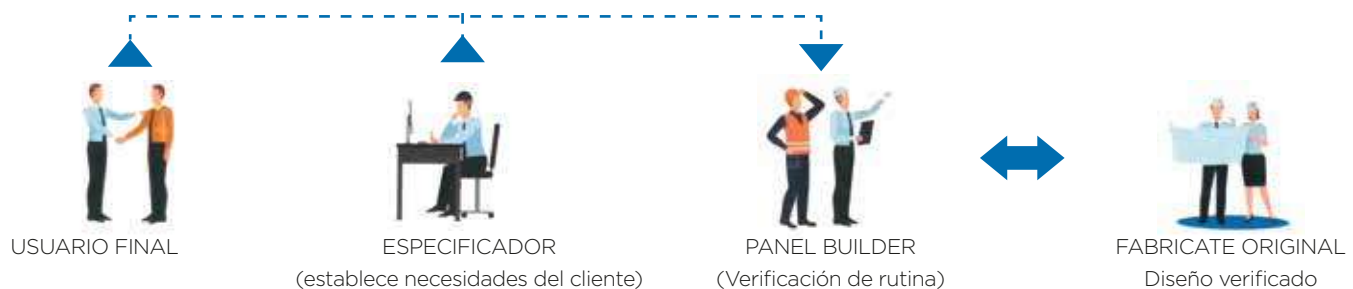 USUARIO FINAL
ESPECIFICADOR
(establece necesidades del cliente)
PANEL BUILDER
(Verificación de rutina)
FABRICATE ORIGINAL
Diseño verificado